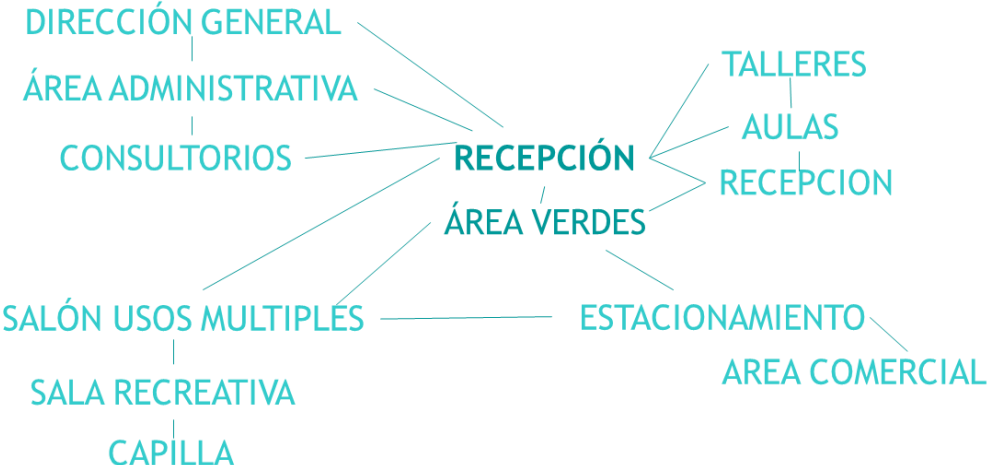 DIRECCIÓN GENERAL
ÁREA ADMINISTRATIVA
CONSULTORIOS
RECEPCIÓN
ÁREA VERDES
TALLERES
AULAS
RECEPCION
SALÓN USOS MULTIPLES
SALA RECREATIVA
CAPILLA
ESTACIONAMIENTO
AREA COMERCIAL